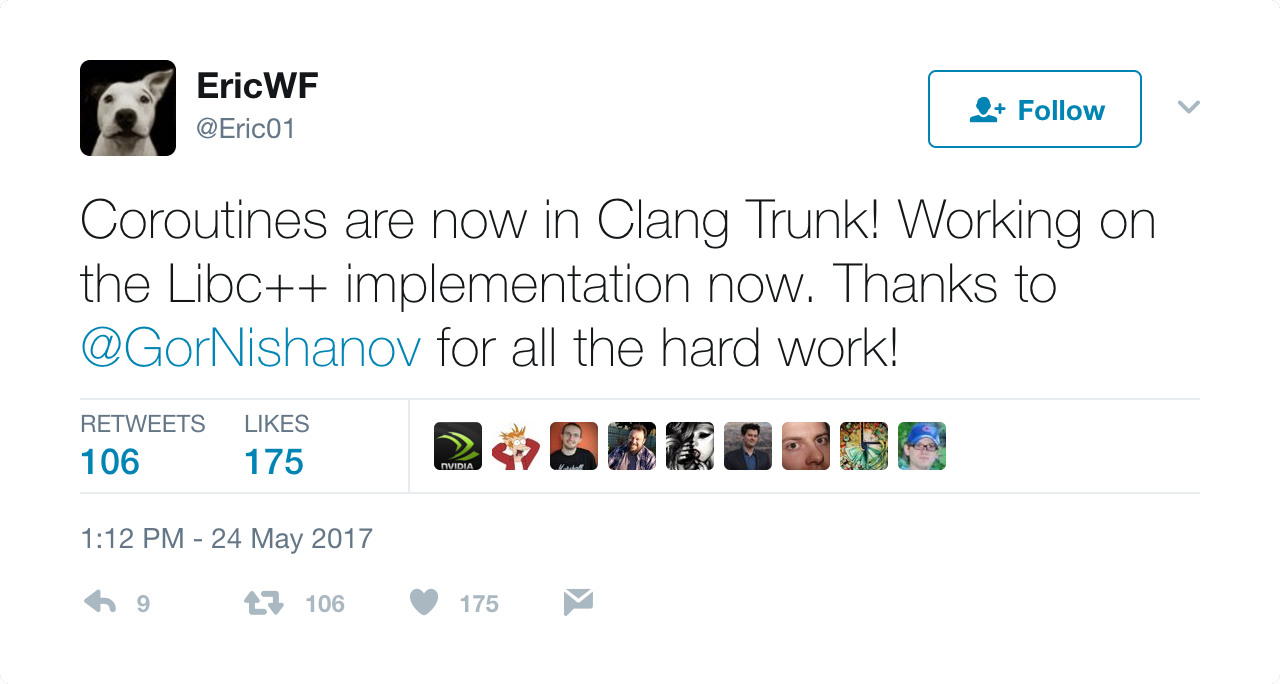 EricWF
@Eric01
Follow
Coroutines are now in Clang Trunk! Working on
the Libc++ implementation now. Thanks to
@GorNishanov for all the hard work!
RETWEETS LIKES
106 175
NVIDIA
1:12 PM - 24 May 2017
9 106 175